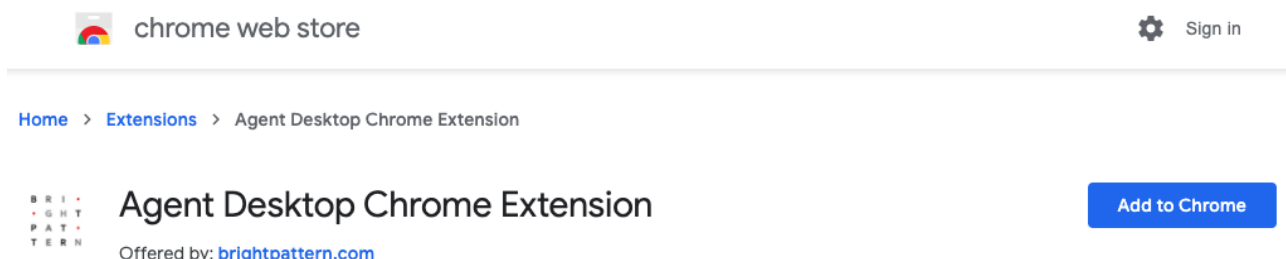 chrome web store
Sign in
Home > Extensions > Agent Desktop Chrome Extension
BRI•
•GHT
PAT•
TERN
Agent Desktop Chrome Extension
Add to Chrome
Offered by: brightpattern.com